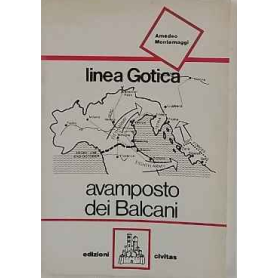 Amedeo
Montemaggi
linea Gotica
avamposto
dei Balcani
edizioni
civitas